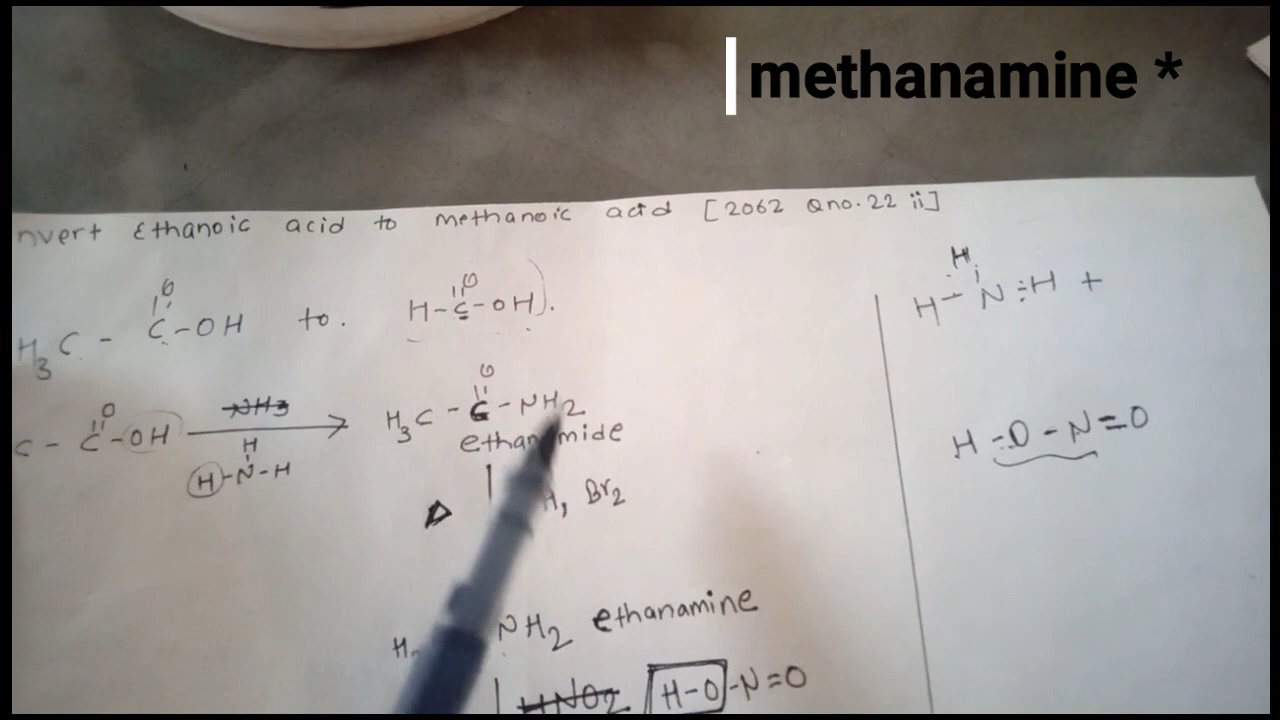 methanamine *
nvert Ethanoic acid to methanoic acid [2062 Qno.22 ii]
O
H3C - C-OH to. H-C-OH).
O
H
H- N :H +
O
C - C-OH NH3 H3C - C - NH2
O
H
H-N-H
ethanamide
H -O - N=O
Δ H, Br2
NH2 ethanamine
HNO2 H-O-N=O